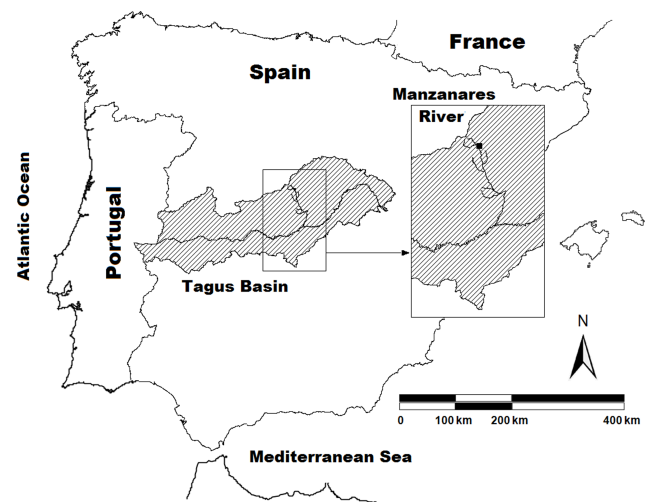 France
Spain
Manzanares
River
Atlantic Ocean
Portugal
Tagus Basin
N
0 100 km 200 km 400 km
Mediterranean Sea